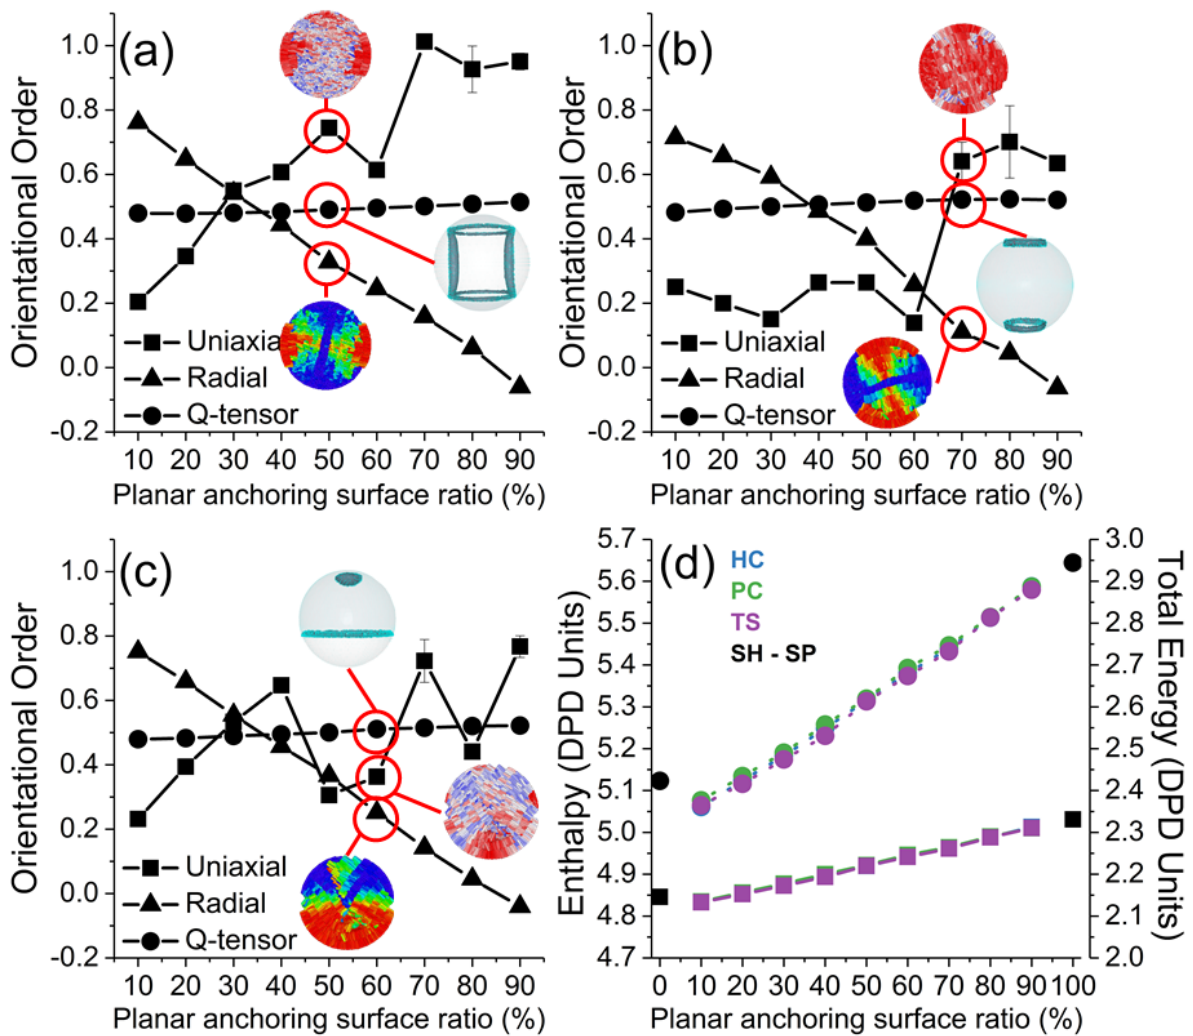 (a)
Orientational Order
1.0
0.8
0.6
0.4
0.2
0.0
-0.2
Uniaxial
Radial
Q-tensor
10 20 30 40 50 60 70 80 90
Planar anchoring surface ratio (%)
(b)
Orientational Order
1.0
0.8
0.6
0.4
0.2
0.0
-0.2
Uniaxial
Radial
Q-tensor
10 20 30 40 50 60 70 80 90
Planar anchoring surface ratio (%)
(c)
Orientational Order
1.0
0.8
0.6
0.4
0.2
0.0
-0.2
Uniaxial
Radial
Q-tensor
10 20 30 40 50 60 70 80 90
Planar anchoring surface ratio (%)
(d)
Enthalpy (DPD Units)
5.7
5.6
5.5
5.4
5.3
5.2
5.1
5.0
4.9
4.8
4.7
HC
PC
TS
SH - SP
3.0
2.9
2.8
2.7
2.6
2.5
2.4
2.3
2.2
2.1
2.0
Total Energy (DPD Units)
0 10 20 30 40 50 60 70 80 90 100
Planar anchoring surface ratio (%)